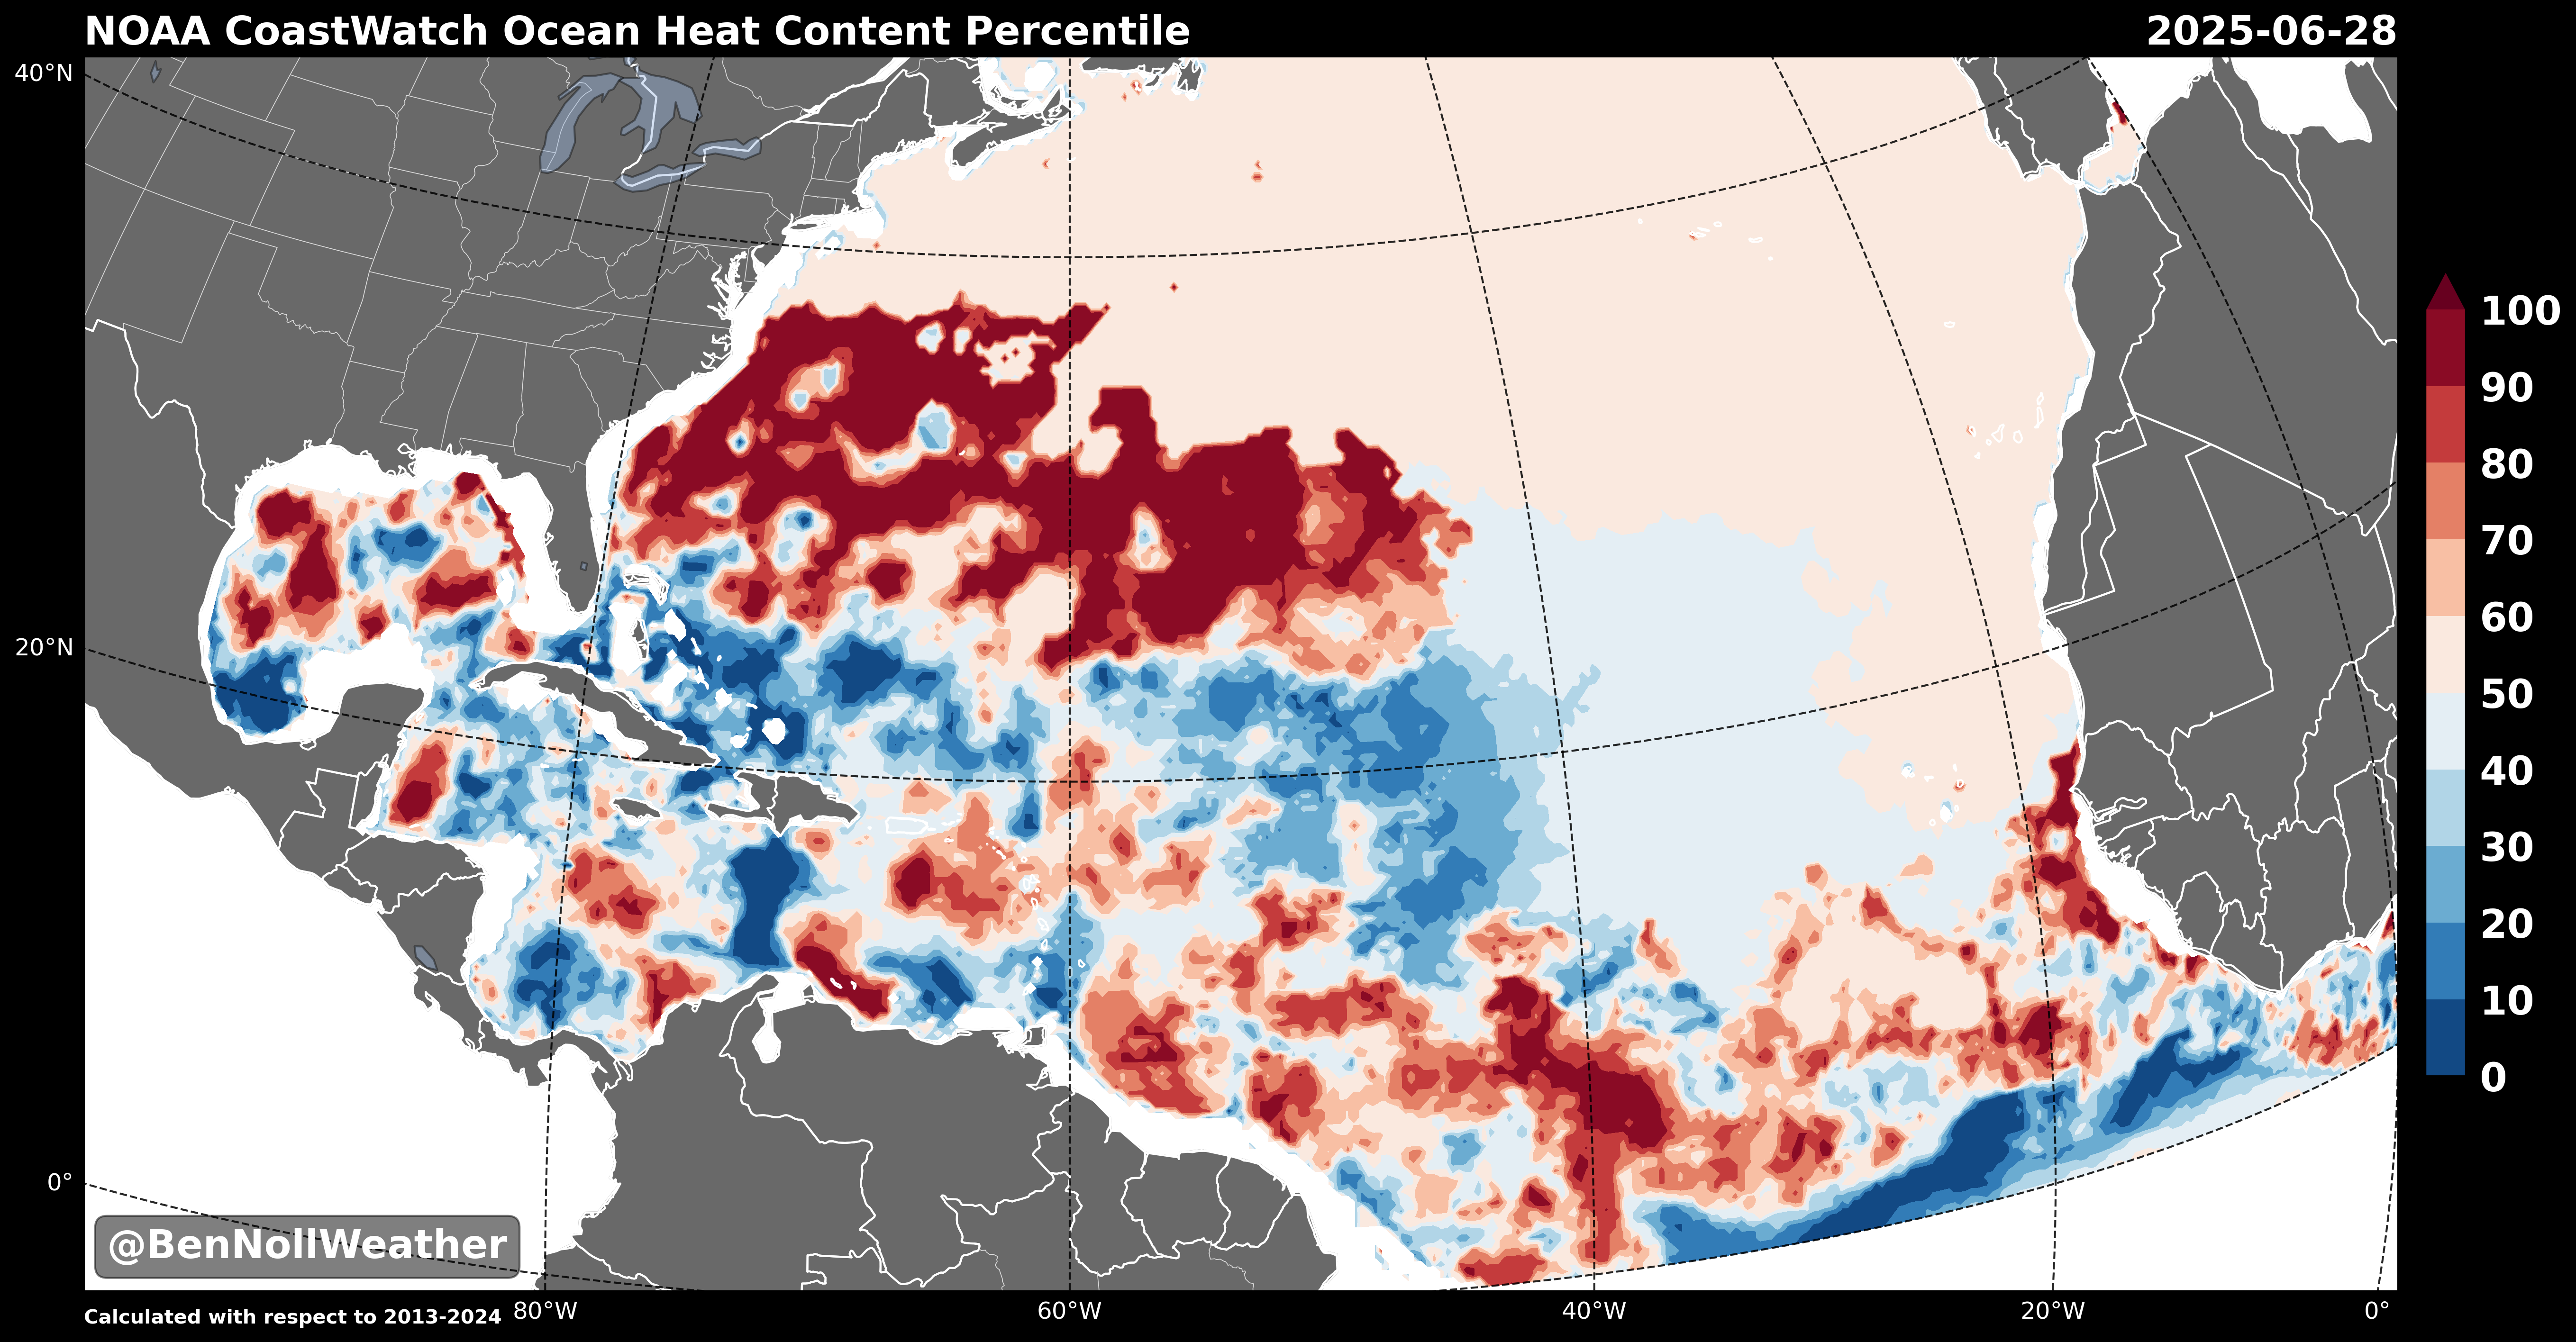 NOAA CoastWatch Ocean Heat Content Percentile 2025-06-28
40°N
20°N
0°
100
90
80
70
60
50
40
30
20
10
0
@BenNollWeather
80°W 60°W 40°W 20°W 0°
Calculated with respect to 2013-2024